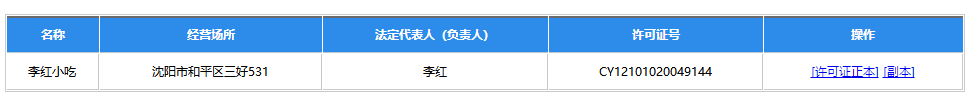 名称 经营场所 法定代表人（负责人） 许可证号 操作
李红小吃 沈阳市和平区三好531 李红 CY12101020049144 [许可证正本] [副本]